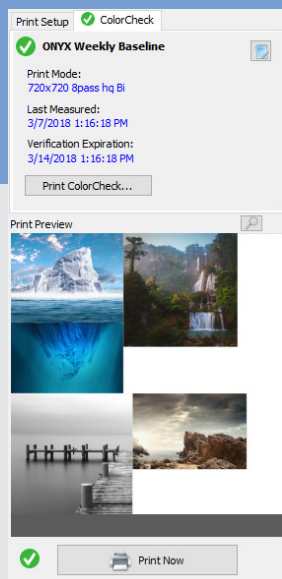 Print Setup
ColorCheck
ONYX Weekly Baseline
Print Mode:
720x720 8pass hq Bi
Last Measured:
3/7/2018 1:16:18 PM
Verification Expiration:
3/14/2018 1:16:18 PM
Print ColorCheck...
Print Preview
Print Now